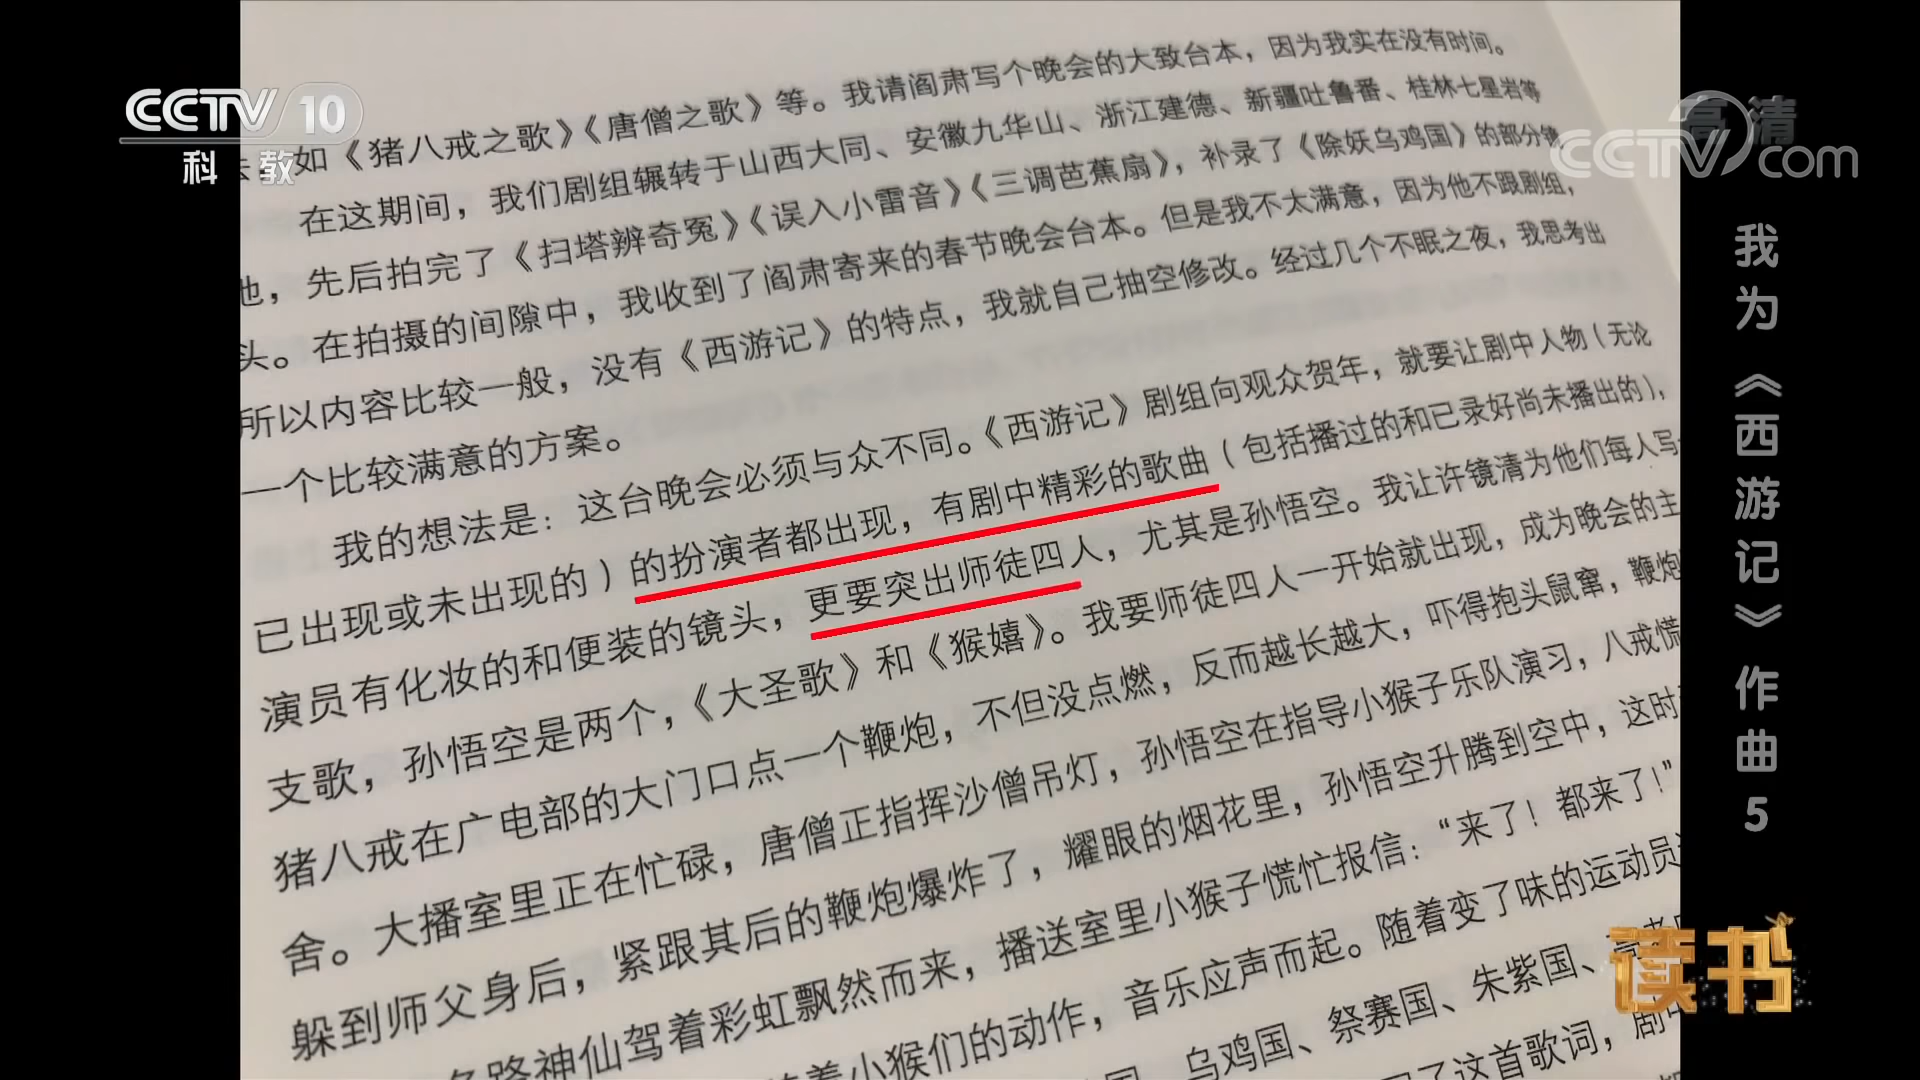 CCTV 10
科教
高清
CCTV com
如《猪八戒之歌》《唐僧之歌》等。我请阎肃写个晚会的大致台本，因为我实在没有时间。
在这期间，我们剧组辗转于山西大同、安徽九华山、浙江建德、新疆吐鲁番、桂林七星岩等
地，先后拍完了《扫塔辨奇冤》《误入小雷音》《三调芭蕉扇》，补录了《除妖乌鸡国》的部分镜
头。在拍摄的间隙中，我收到了阎肃寄来的春节晚会台本。但是我不太满意，因为他不跟剧组，
所以内容比较一般，没有《西游记》的特点，我就自己抽空修改。经过几个不眠之夜，我思考出
一个比较满意的方案。
我的想法是：这台晚会必须与众不同。《西游记》剧组向观众贺年，就要让剧中人物（无论
已出现或未出现的）的扮演者都出现，有剧中精彩的歌曲（包括播过的和已录好尚未播出的），
演员有化妆的和便装的镜头，更要突出师徒四人，尤其是孙悟空。我让许镜清为他们每人写
支歌，孙悟空是两个，《大圣歌》和《猴嬉》。我要师徒四人一开始就出现，成为晚会的主
猪八戒在广电部的大门口点一个鞭炮，不但没点燃，反而越长越大，吓得抱头鼠窜，鞭炮
舍。大播室里正在忙碌，唐僧正指挥沙僧吊灯，孙悟空在指导小猴子乐队演习，八戒慌
躲到师父身后，紧跟其后的鞭炮爆炸了，耀眼的烟花里，孙悟空升腾到空中，这时
各路神仙驾着彩虹飘然而来，播送室里小猴子慌忙报信：“来了！都来了！”
着小猴们的动作，音乐应声而起。随着变了味的运动员
国、乌鸡国、祭赛国、朱紫国、
了这首歌词，剧中
我为《西游记》作曲5
读书